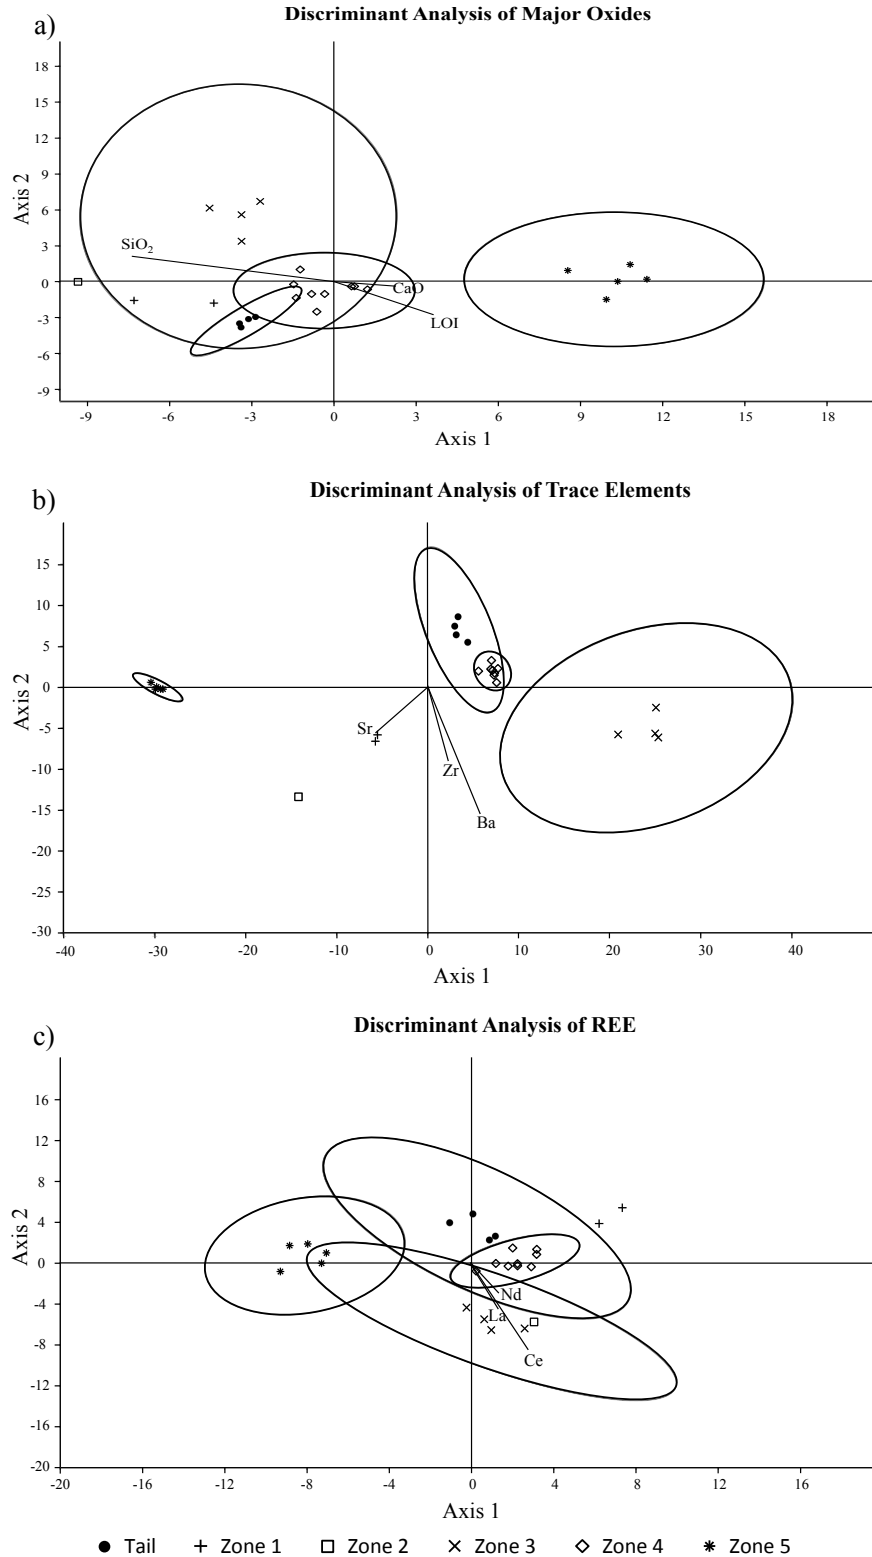 a)
Discriminant Analysis of Major Oxides
18
15
12
9
6
3
0
-3
-6
-9
Axis 2
SiO₂
CaO
LOI
-9 -6 -3 0 3 6 9 12 15 18
Axis 1
b)
Discriminant Analysis of Trace Elements
15
10
5
0
-5
-10
-15
-20
-25
-30
Axis 2
Sr
Zr
Ba
-40 -30 -20 -10 0 10 20 30 40
Axis 1
c)
Discriminant Analysis of REE
16
12
8
4
0
-4
-8
-12
-16
-20
Axis 2
Nd
La
Ce
-20 -16 -12 -8 -4 0 4 8 12 16
Axis 1
Tail Zone 1 Zone 2 Zone 3 Zone 4 Zone 5